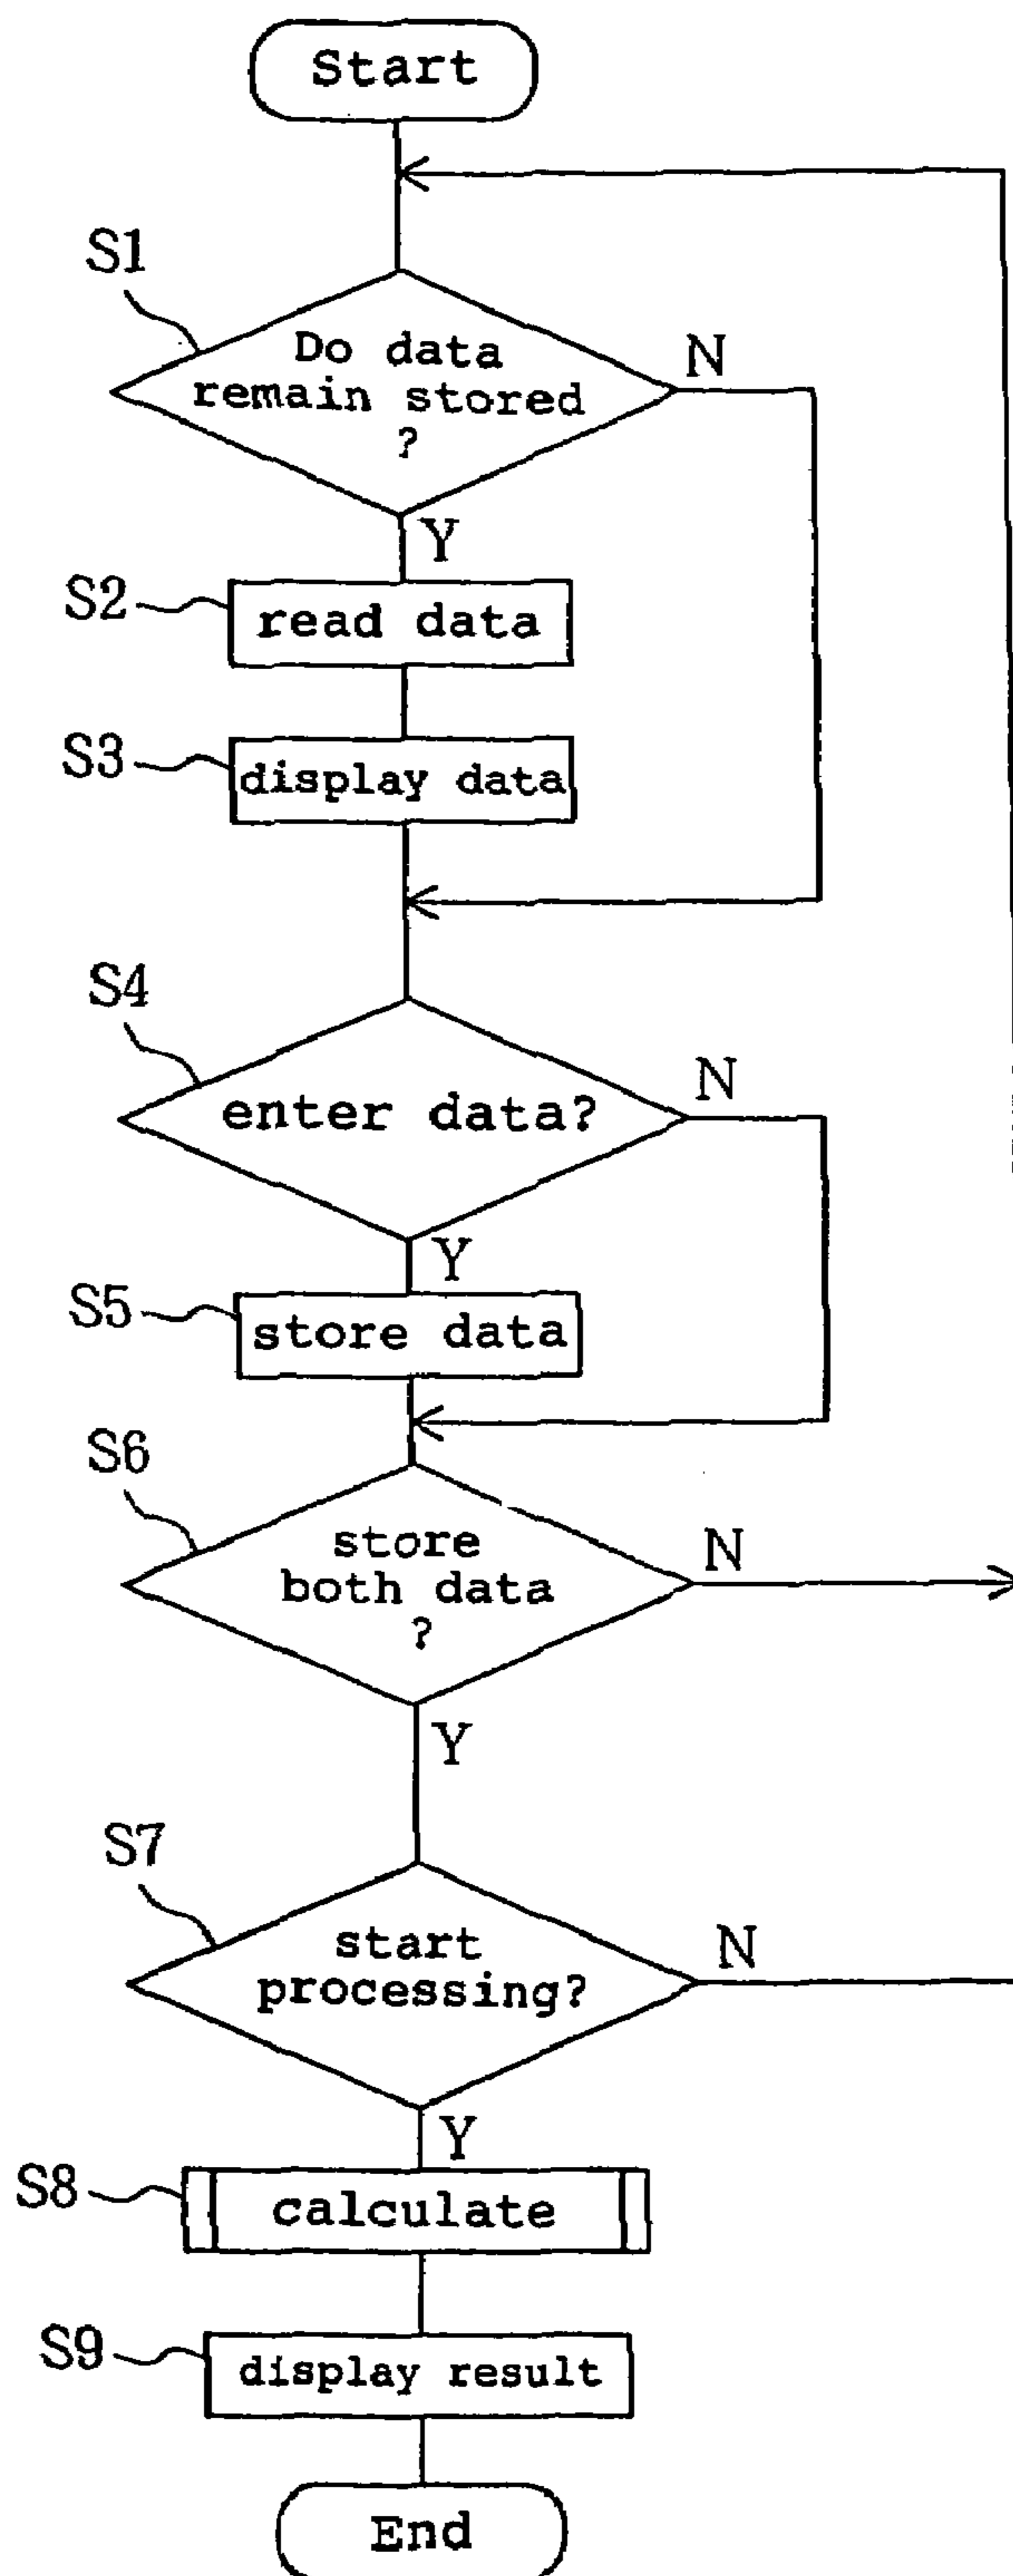 Start
S1
Do data
remain stored
?
N
Y
S2
read data
S3
display data
S4
enter data?
N
Y
S5
store data
S6
store
both data
?
N
Y
S7
start
processing?
N
Y
S8
calculate
S9
display result
End